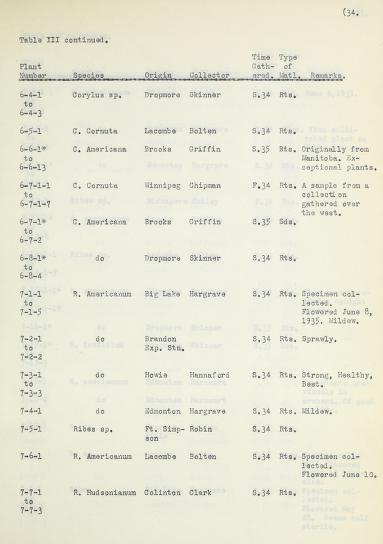 (34.
Table III continued.
Time Type
Plant Gath- of
Number Species Origin Collector ered. Matl. Remarks.
6-4-1 Corylus sp. Dropmore Skinner S.34 Rts.
to
6-4-3
6-5-1 C. Cornuta Lacombe Bolten S.34 Rts.
6-6-1* C. Americana Brooks Griffin S.35 Rts. Originally from
to Manitoba. Ex-
6-6-13 ceptional plants.
6-7-1-1 C. Cornuta Winnipeg Chipman F.34 Rts. A sample from a
to collection
6-7-1-7 gathered over
the west.
6-7-1* C. Americana Brooks Griffin S.35 Sds.
to
6-7-2
6-8-1* do Dropmore Skinner S.34 Rts.
to
6-8-4
7-1-1 R. Americanum Big Lake Hargrave S.34 Rts. Specimen col-
to lected.
7-1-5 Flowered June 8,
1935. Mildew.
7-2-1 do Brandon S.34 Rts. Sprawly.
to Exp. Stn.
7-2-2
7-3-1 do Howie Hannaford S.34 Rts. Strong, Healthy,
to Best.
7-3-3
7-4-1 do Edmonton Hargrave S.34 Rts. Mildew.
7-5-1 Ribes sp. Ft. Simp- Robin S.34 Rts.
son
7-6-1 R. Americanum Lacombe Bolten S.34 Rts. Specimen col-
lected.
Flowered June 10.
7-7-1 R. Hudsonianum Colinton Clark S.34 Rts.
to
7-7-3